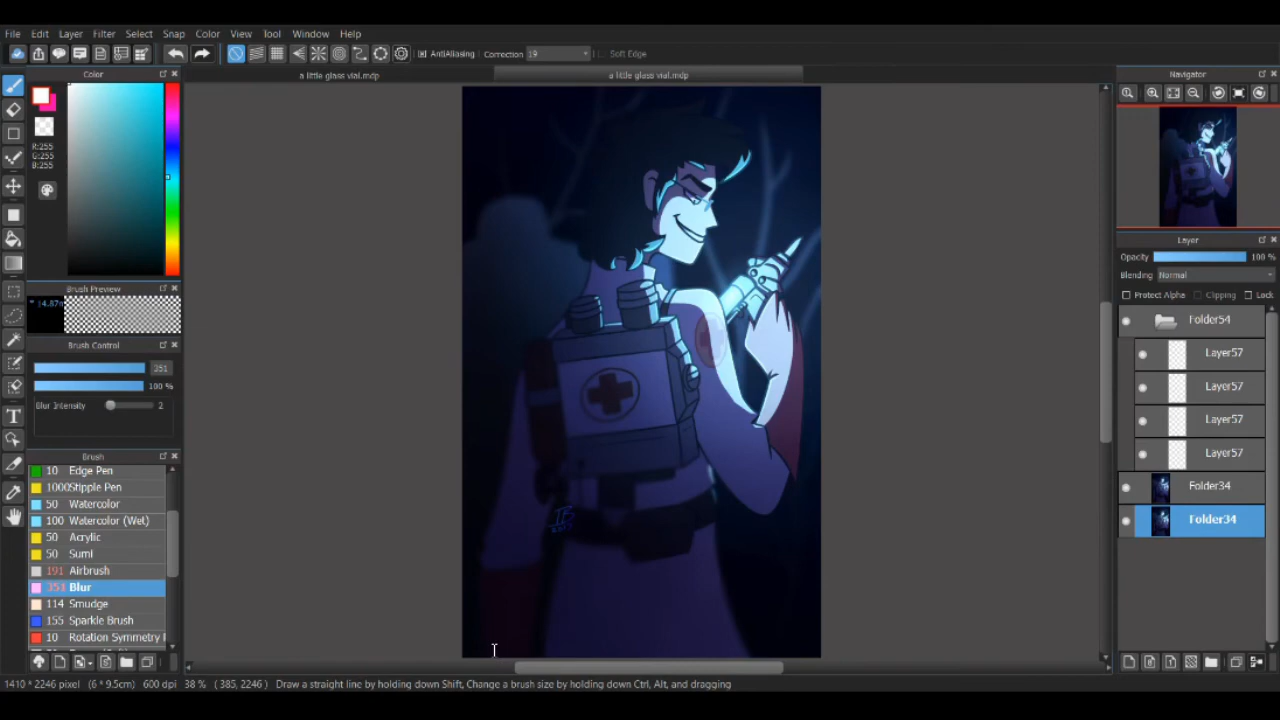 File Edit Layer Filter Select Snap Color View Tool Window Help
AntiAliasing Correction 19 Soft Edge
Color
a little glass vial.mdp
a little glass vial.mdp
Navigator
R:255
G:255
B:255
Brush Preview
Layer
Opacity 100 %
Blending Normal
Protect Alpha Clipping Lock
Brush Control
351
100 %
Blur Intensity 2
Folder54
Layer57
Layer57
Layer57
Layer57
Folder34
Folder34
Brush
10 Edge Pen
1000 Stipple Pen
50 Watercolor
100 Watercolor (Wet)
50 Acrylic
50 Sumi
191 Airbrush
351 Blur
114 Smudge
155 Sparkle Brush
10 Rotation Symmetry
1410 * 2246 pixel (6 * 9.5cm) 600 dpi 38 % ( 385, 2246 ) Draw a straight line by holding down Shift, Change a brush size by holding down Ctrl, Alt, and dragging